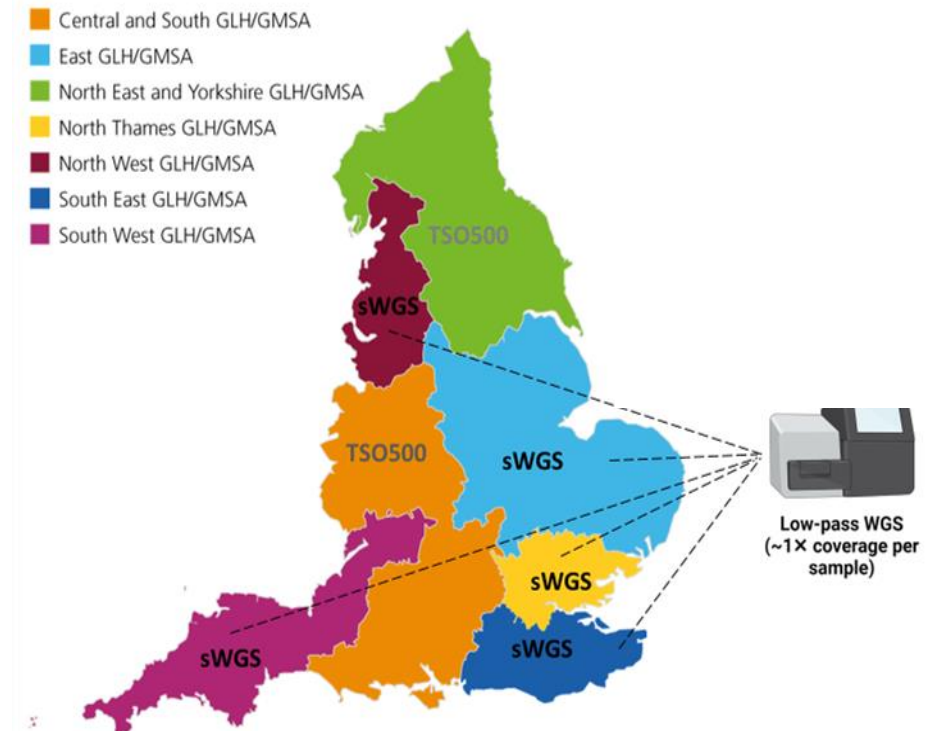 Central and South GLH/GMSA
East GLH/GMSA
North East and Yorkshire GLH/GMSA
North Thames GLH/GMSA
North West GLH/GMSA
South East GLH/GMSA
South West GLH/GMSA
TSO500
sWGS
TSO500
sWGS
sWGS
sWGS
sWGS
Low-pass WGS
(~1× coverage per
sample)